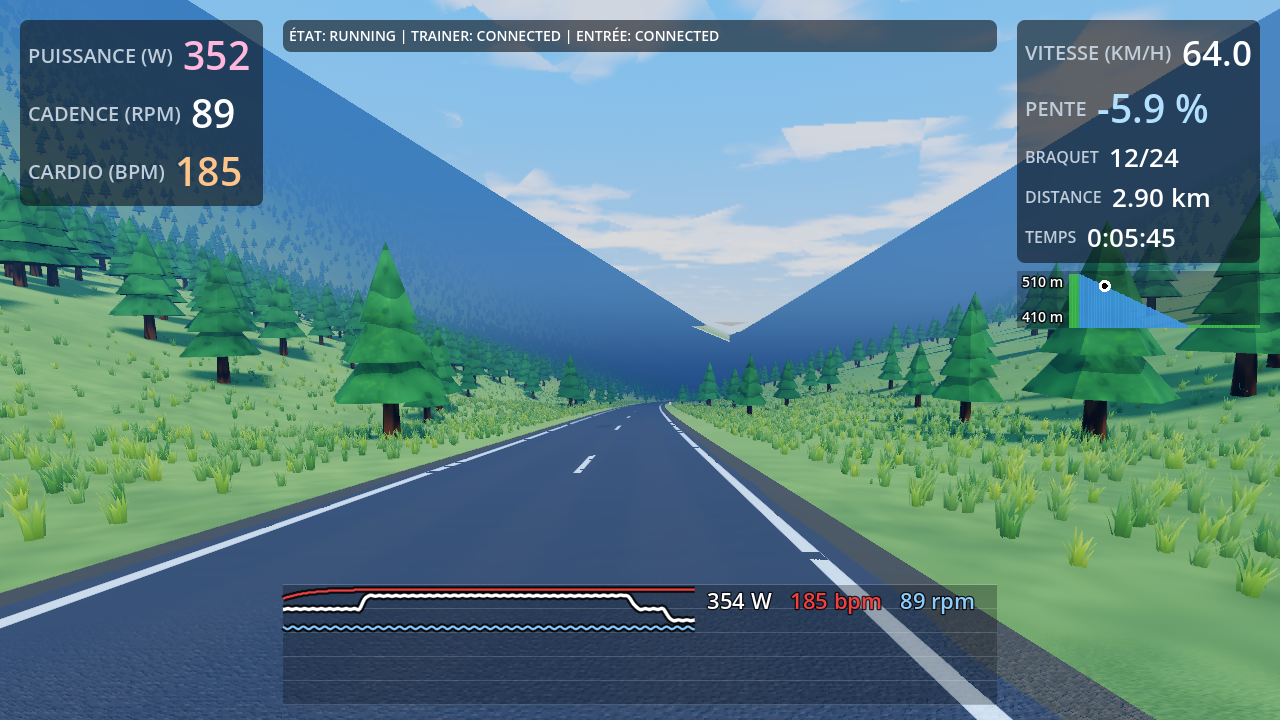 PUISSANCE (W) 352
CADENCE (RPM) 89
CARDIO (BPM) 185
ÉTAT: RUNNING | TRAINER: CONNECTED | ENTRÉE: CONNECTED
VITESSE (KM/H) 64.0
PENTE -5.9 %
BRAQUET 12/24
DISTANCE 2.90 km
TEMPS 0:05:45
510 m
410 m
354 W 185 bpm 89 rpm